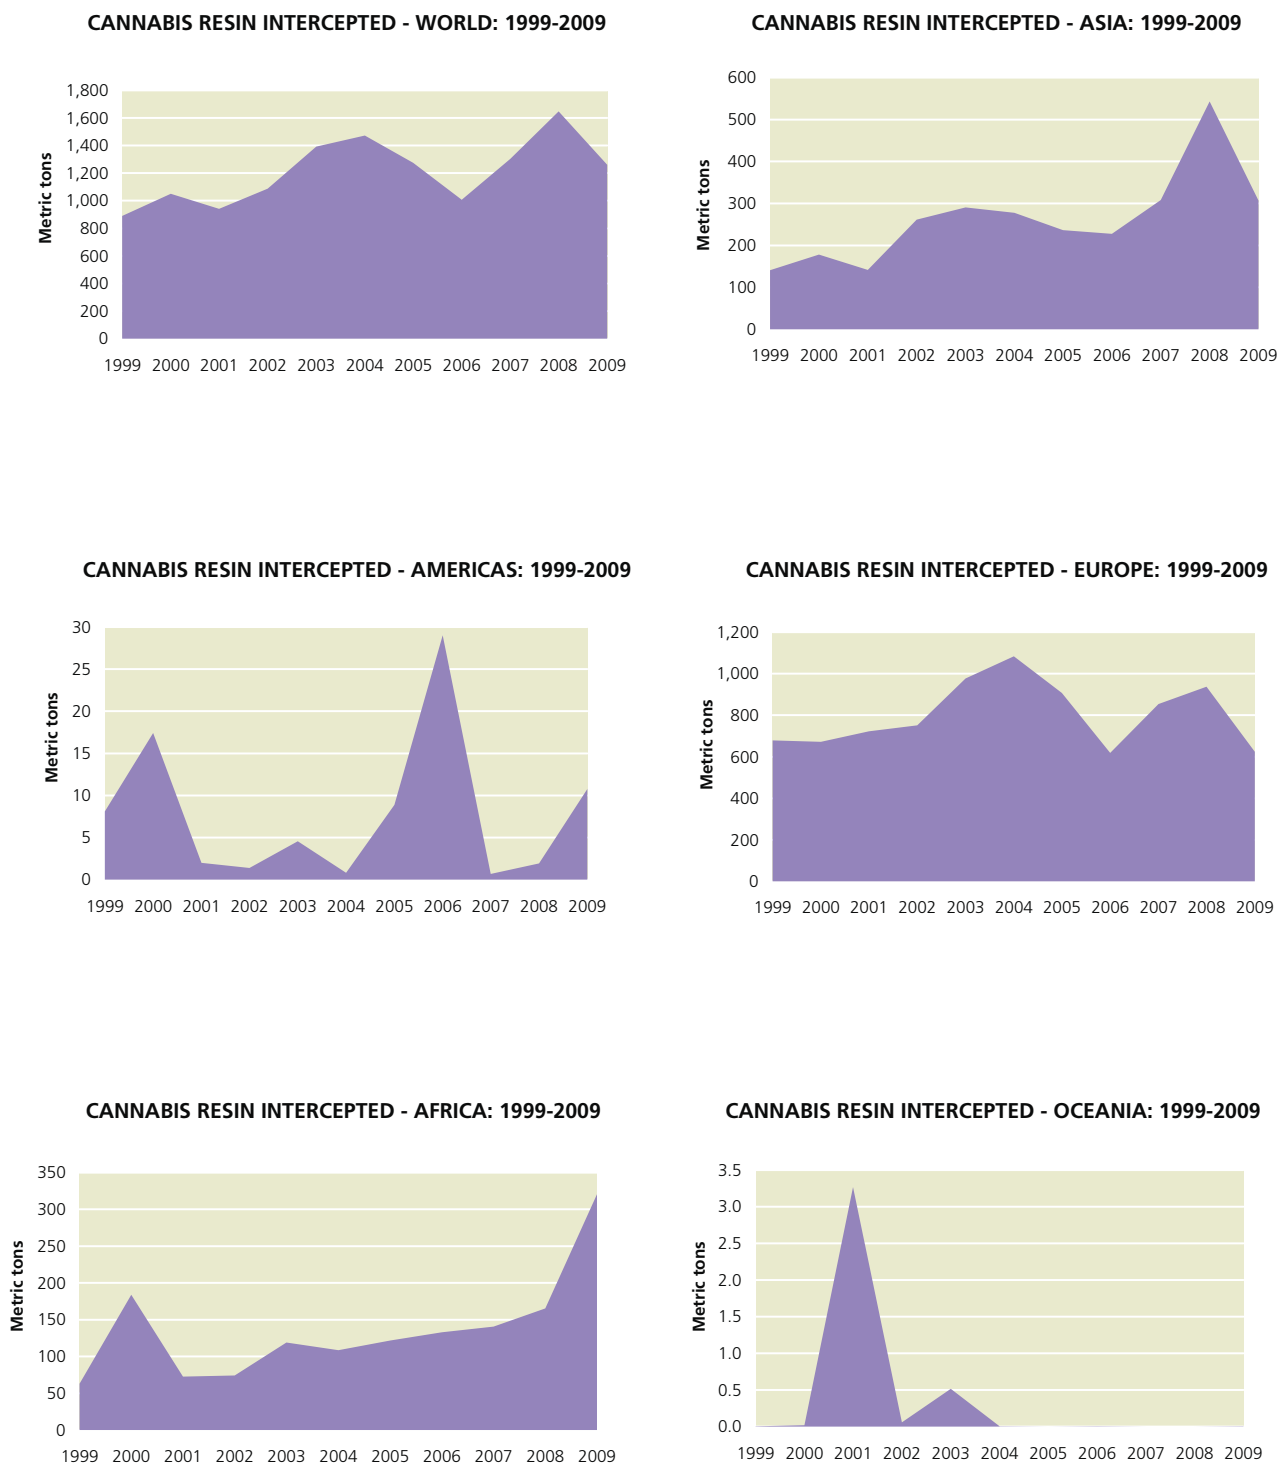 CANNABIS RESIN INTERCEPTED - WORLD: 1999-2009
Metric tons
1,800
1,600
1,400
1,200
1,000
800
600
400
200
0
1999 2000 2001 2002 2003 2004 2005 2006 2007 2008 2009
CANNABIS RESIN INTERCEPTED - ASIA: 1999-2009
Metric tons
600
500
400
300
200
100
0
1999 2000 2001 2002 2003 2004 2005 2006 2007 2008 2009
CANNABIS RESIN INTERCEPTED - AMERICAS: 1999-2009
Metric tons
30
25
20
15
10
5
0
1999 2000 2001 2002 2003 2004 2005 2006 2007 2008 2009
CANNABIS RESIN INTERCEPTED - EUROPE: 1999-2009
Metric tons
1,200
1,000
800
600
400
200
0
1999 2000 2001 2002 2003 2004 2005 2006 2007 2008 2009
CANNABIS RESIN INTERCEPTED - AFRICA: 1999-2009
Metric tons
350
300
250
200
150
100
50
0
1999 2000 2001 2002 2003 2004 2005 2006 2007 2008 2009
CANNABIS RESIN INTERCEPTED - OCEANIA: 1999-2009
Metric tons
3.5
3.0
2.5
2.0
1.5
1.0
0.5
0.0
1999 2000 2001 2002 2003 2004 2005 2006 2007 2008 2009